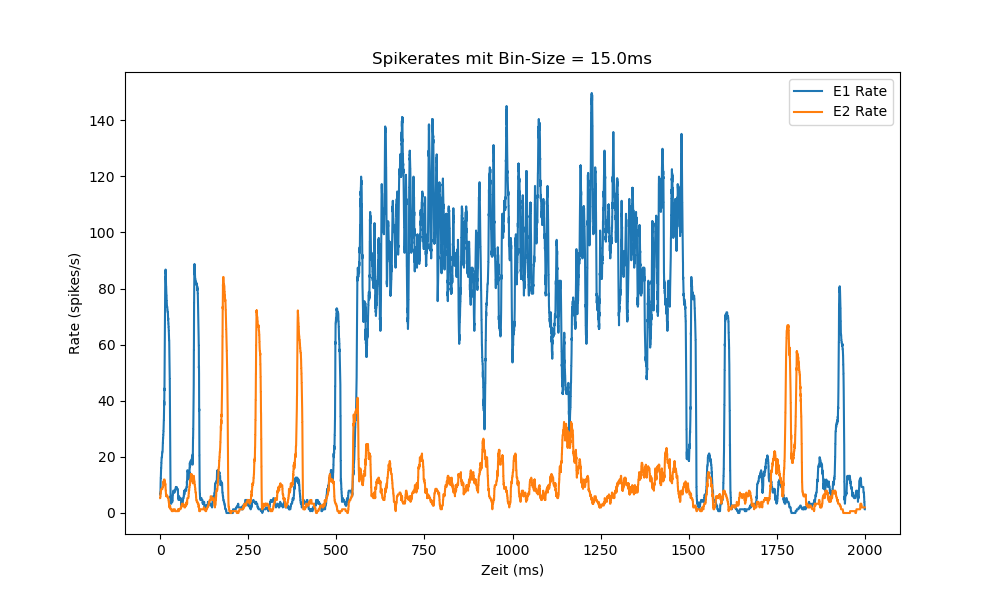 Spikerates mit Bin-Size = 15.0ms
E1 Rate
E2 Rate
Rate (spikes/s)
140
120
100
80
60
40
20
0
0 250 500 750 1000 1250 1500 1750 2000
Zeit (ms)